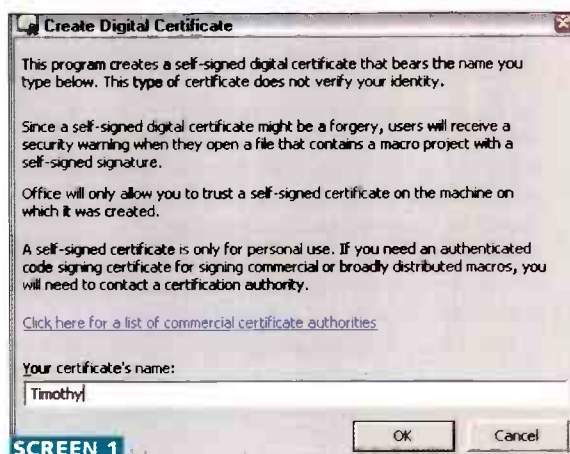 Create Digital Certificate
This program creates a self-signed digital certificate that bears the name you
type below. This type of certificate does not verify your identity.
Since a self-signed digital certificate might be a forgery, users will receive a
security warning when they open a file that contains a macro project with a
self-signed signature.
Office will only allow you to trust a self-signed certificate on the machine on
which it was created.
A self-signed certificate is only for personal use. If you need an authenticated
code signing certificate for signing commercial or broadly distributed macros, you
will need to contact a certification authority.
Click here for a list of commercial certificate authorities
Your certificate's name:
Timothy
OK Cancel
SCREEN 1